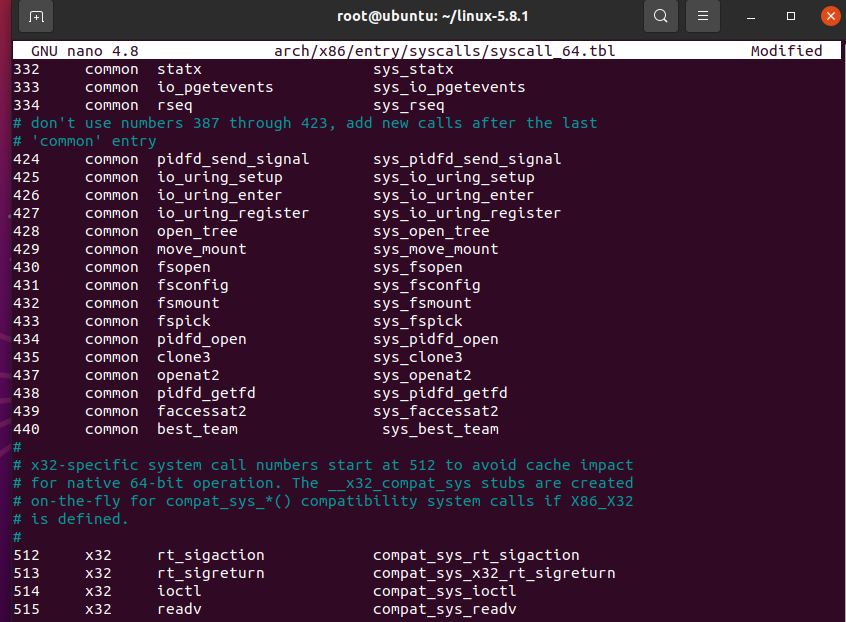 root@ubuntu: ~/linux-5.8.1
GNU nano 4.8 arch/x86/entry/syscalls/syscall_64.tbl Modified
332 common statx sys_statx
333 common io_pgetevents sys_io_pgetevents
334 common rseq sys_rseq
# don't use numbers 387 through 423, add new calls after the last
# 'common' entry
424 common pidfd_send_signal sys_pidfd_send_signal
425 common io_uring_setup sys_io_uring_setup
426 common io_uring_enter sys_io_uring_enter
427 common io_uring_register sys_io_uring_register
428 common open_tree sys_open_tree
429 common move_mount sys_move_mount
430 common fsopen sys_fsopen
431 common fsconfig sys_fsconfig
432 common fsmount sys_fsmount
433 common fspick sys_fspick
434 common pidfd_open sys_pidfd_open
435 common clone3 sys_clone3
437 common openat2 sys_openat2
438 common pidfd_getfd sys_pidfd_getfd
439 common faccessat2 sys_faccessat2
440 common best_team sys_best_team
#
# x32-specific system call numbers start at 512 to avoid cache impact
# for native 64-bit operation. The __x32_compat_sys stubs are created
# on-the-fly for compat_sys_*() compatibility system calls if X86_X32
# is defined.
#
512 x32 rt_sigaction compat_sys_rt_sigaction
513 x32 rt_sigreturn compat_sys_x32_rt_sigreturn
514 x32 ioctl compat_sys_ioctl
515 x32 readv compat_sys_readv